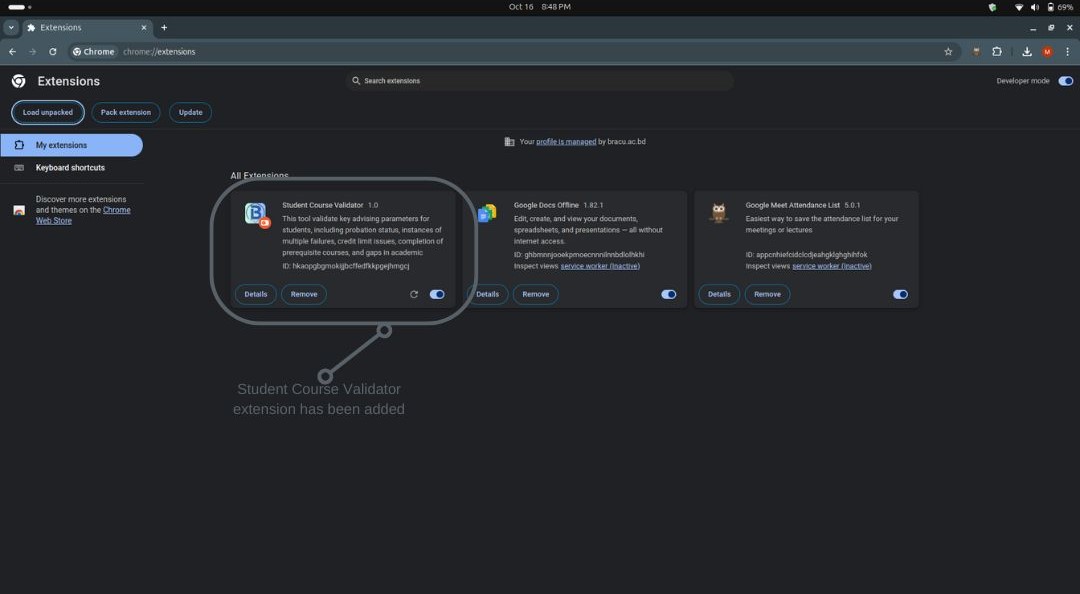 Oct 16 8:48 PM
69%
Extensions
Chrome chrome://extensions
M
Extensions
Search extensions
Developer mode
Load unpacked
Pack extension
Update
My extensions
Keyboard shortcuts
Discover more extensions
and themes on the Chrome
Web Store
Your profile is managed by bracu.ac.bd
All Extensions
Student Course Validator 1.0
This tool validate key advising parameters for
students, including probation status, instances of
multiple failures, credit limit issues, completion of
prerequisite courses, and gaps in academic
ID: hkaopgbgmokijjbcffedfkkpgejhmgcj
Details
Remove
Google Docs Offline 1.82.1
Edit, create, and view your documents,
spreadsheets, and presentations — all without
internet access.
ID: ghbmnnjooekpmoecnnnilnnbdlolhkhi
Inspect views service worker (Inactive)
Details
Remove
Google Meet Attendance List 5.0.1
Easiest way to save the attendance list for your
meetings or lectures
ID: appcnhiefcidclcdjeahgklghghihfok
Inspect views service worker (Inactive)
Details
Remove
Student Course Validator
extension has been added